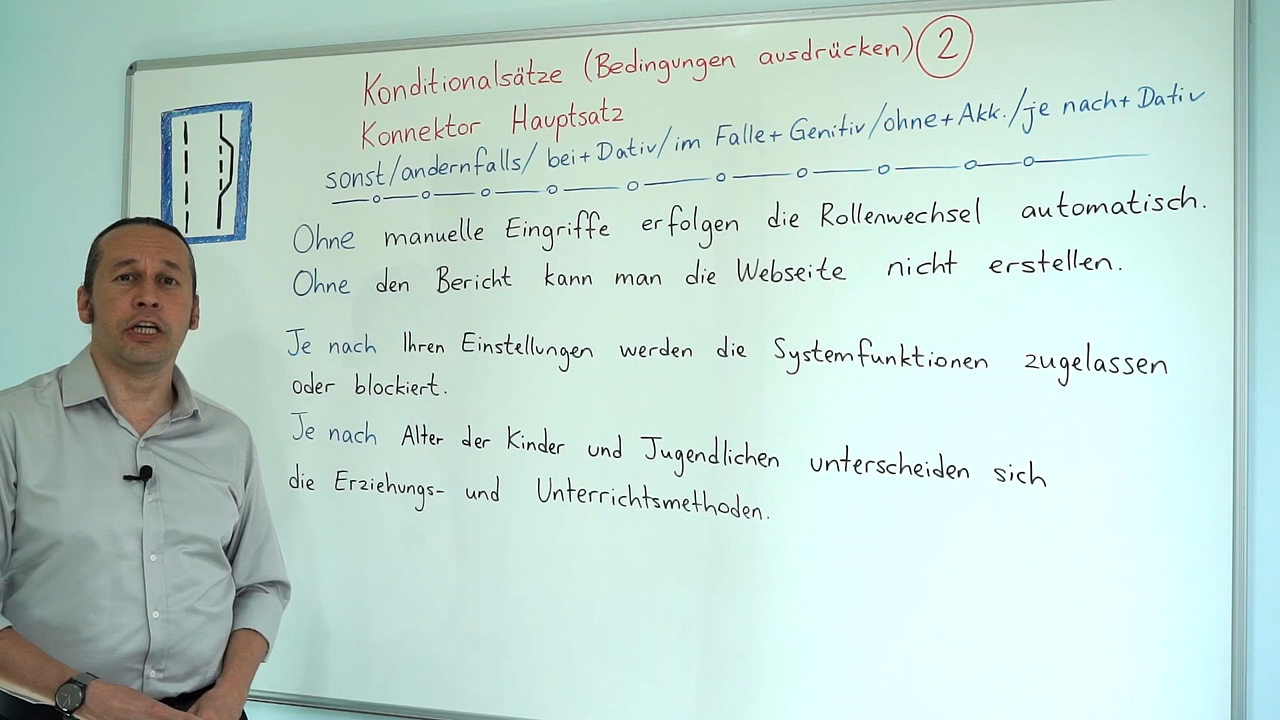 Konditionalsätze (Bedingungen ausdrücken) 2
Konnektor Hauptsatz
sonst/andernfalls/ bei+Dativ/im Falle+Genitiv/ohne+Akk./je nach+Dativ
Ohne manuelle Eingriffe erfolgen die Rollenwechsel automatisch.
Ohne den Bericht kann man die Webseite nicht erstellen.
Je nach Ihren Einstellungen werden die Systemfunktionen zugelassen
oder blockiert.
Je nach Alter der Kinder und Jugendlichen unterscheiden sich
die Erziehungs- und Unterrichtsmethoden.